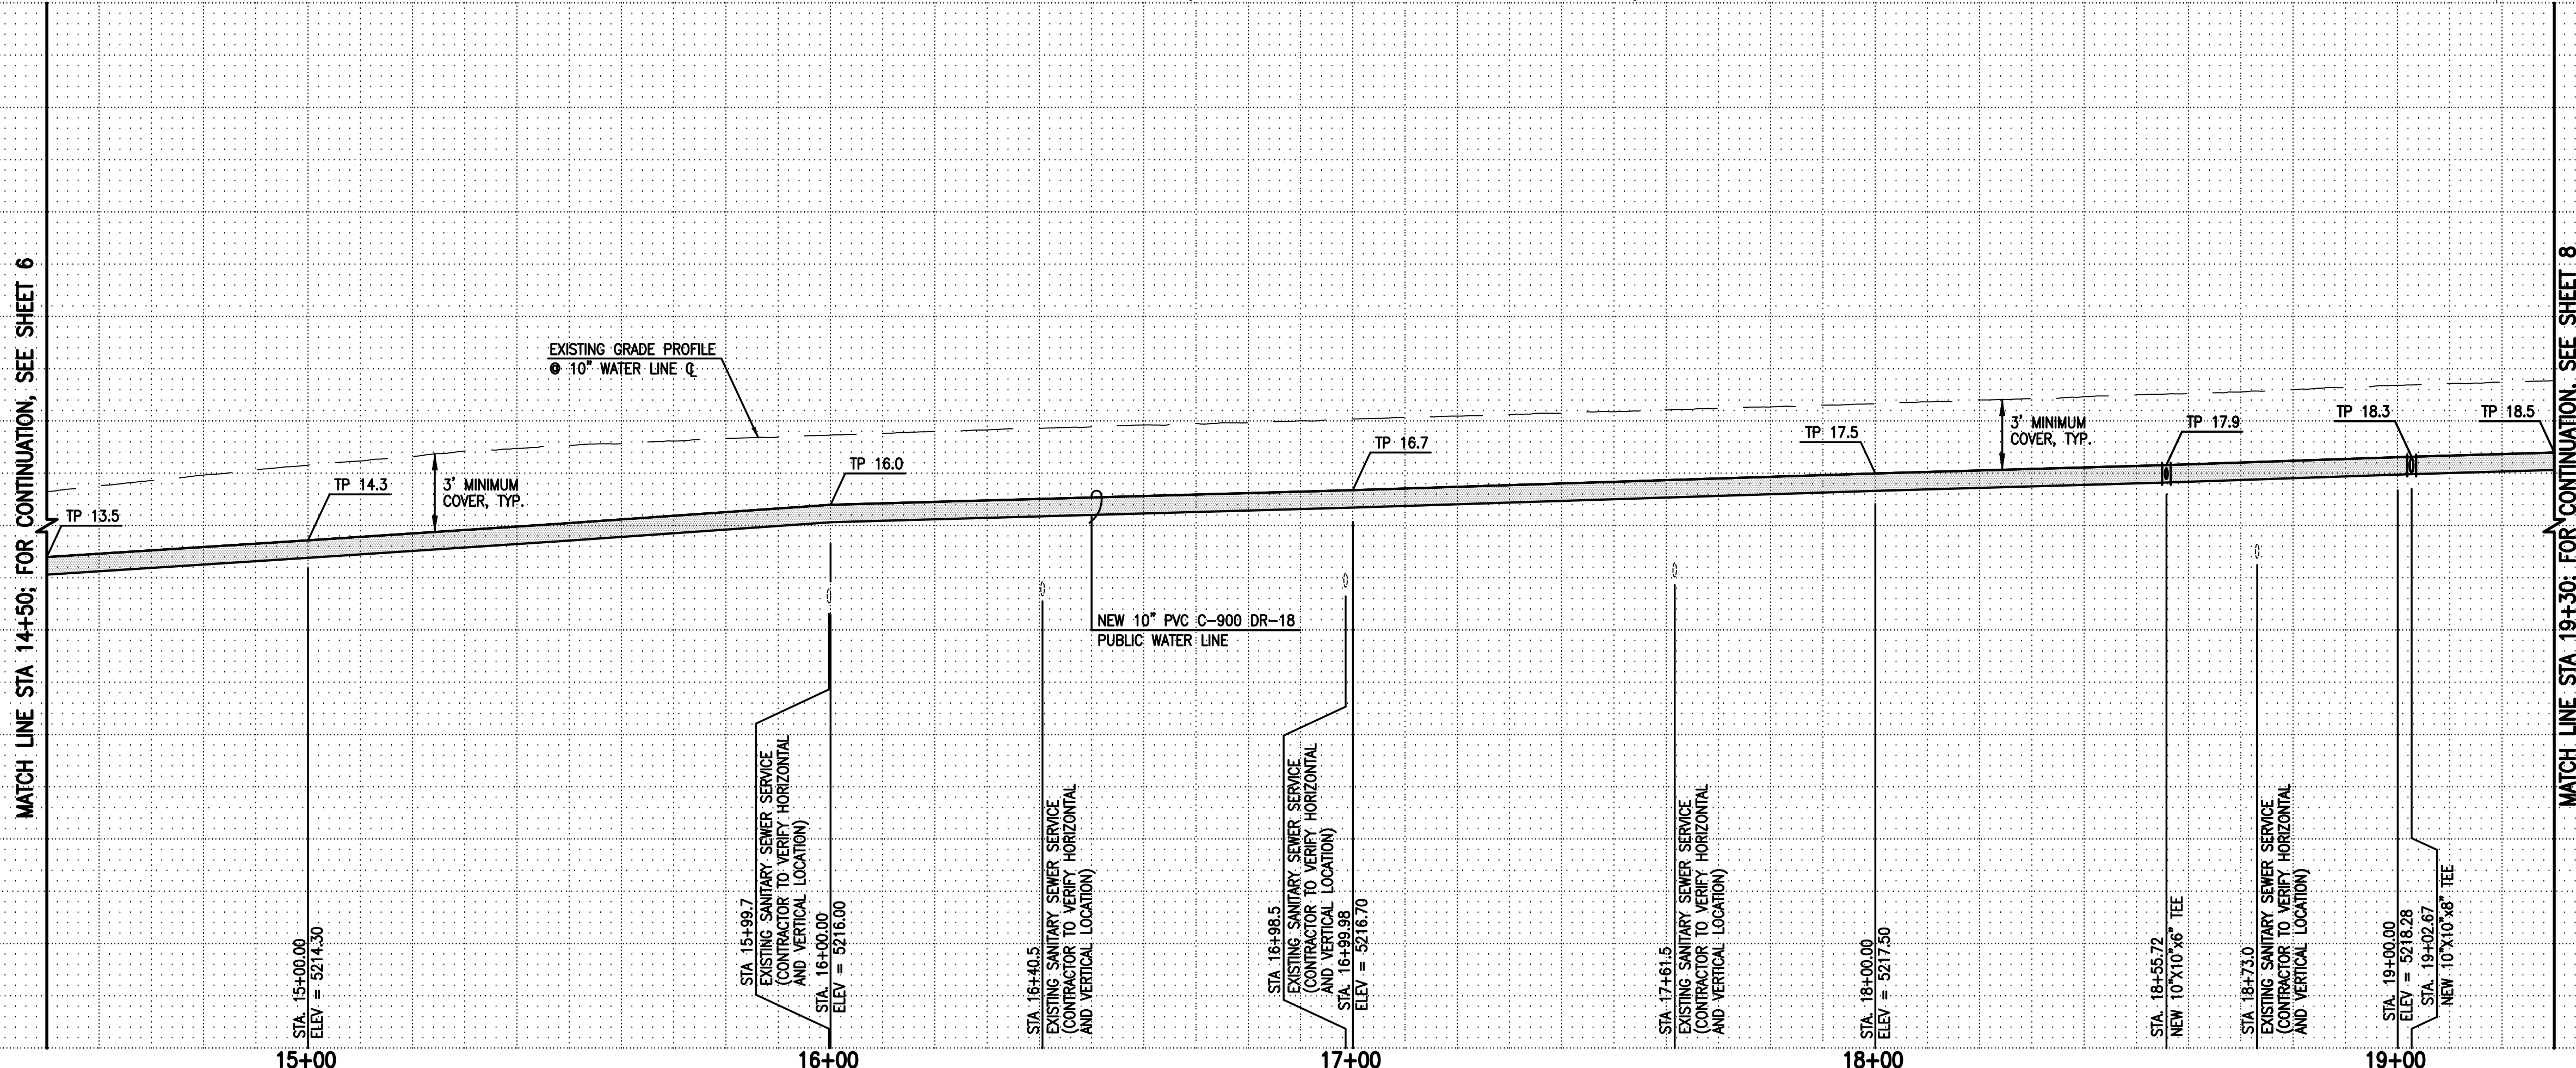 MATCH LINE STA 14+50; FOR CONTINUATION, SEE SHEET 6
EXISTING GRADE PROFILE
@ 10" WATER LINE ℄
TP 13.5
TP 14.3
3' MINIMUM
COVER, TYP.
TP 16.0
TP 16.7
TP 17.5
3' MINIMUM
COVER, TYP.
TP 17.9
TP 18.3
TP 18.5
NEW 10" PVC C-900 DR-18
PUBLIC WATER LINE
STA. 15+00.00
ELEV = 5214.30
STA 15+99.7
EXISTING SANITARY SEWER SERVICE
(CONTRACTOR TO VERIFY HORIZONTAL
AND VERTICAL LOCATION)
STA. 16+00.00
ELEV = 5216.00
STA 16+40.5
EXISTING SANITARY SEWER SERVICE
(CONTRACTOR TO VERIFY HORIZONTAL
AND VERTICAL LOCATION)
STA 16+98.5
EXISTING SANITARY SEWER SERVICE
(CONTRACTOR TO VERIFY HORIZONTAL
AND VERTICAL LOCATION)
STA. 16+99.98
ELEV = 5216.70
STA 17+61.5
EXISTING SANITARY SEWER SERVICE
(CONTRACTOR TO VERIFY HORIZONTAL
AND VERTICAL LOCATION)
STA. 18+00.00
ELEV = 5217.50
STA. 18+55.72
NEW 10"X10"x6" TEE
STA 18+73.0
EXISTING SANITARY SEWER SERVICE
(CONTRACTOR TO VERIFY HORIZONTAL
AND VERTICAL LOCATION)
STA. 19+00.00
ELEV = 5218.28
STA. 19+02.67
NEW 10"X10"x8" TEE
MATCH LINE STA 19+30; FOR CONTINUATION, SEE SHEET 8
15+00
16+00
17+00
18+00
19+00